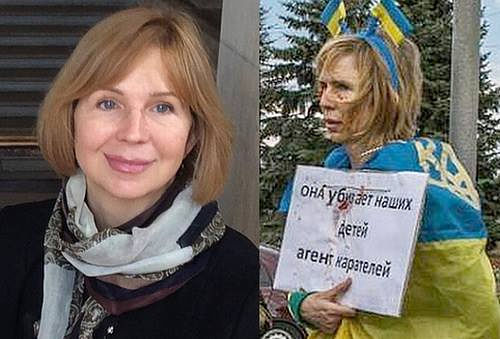 она убивает наших
детей
агент карателей